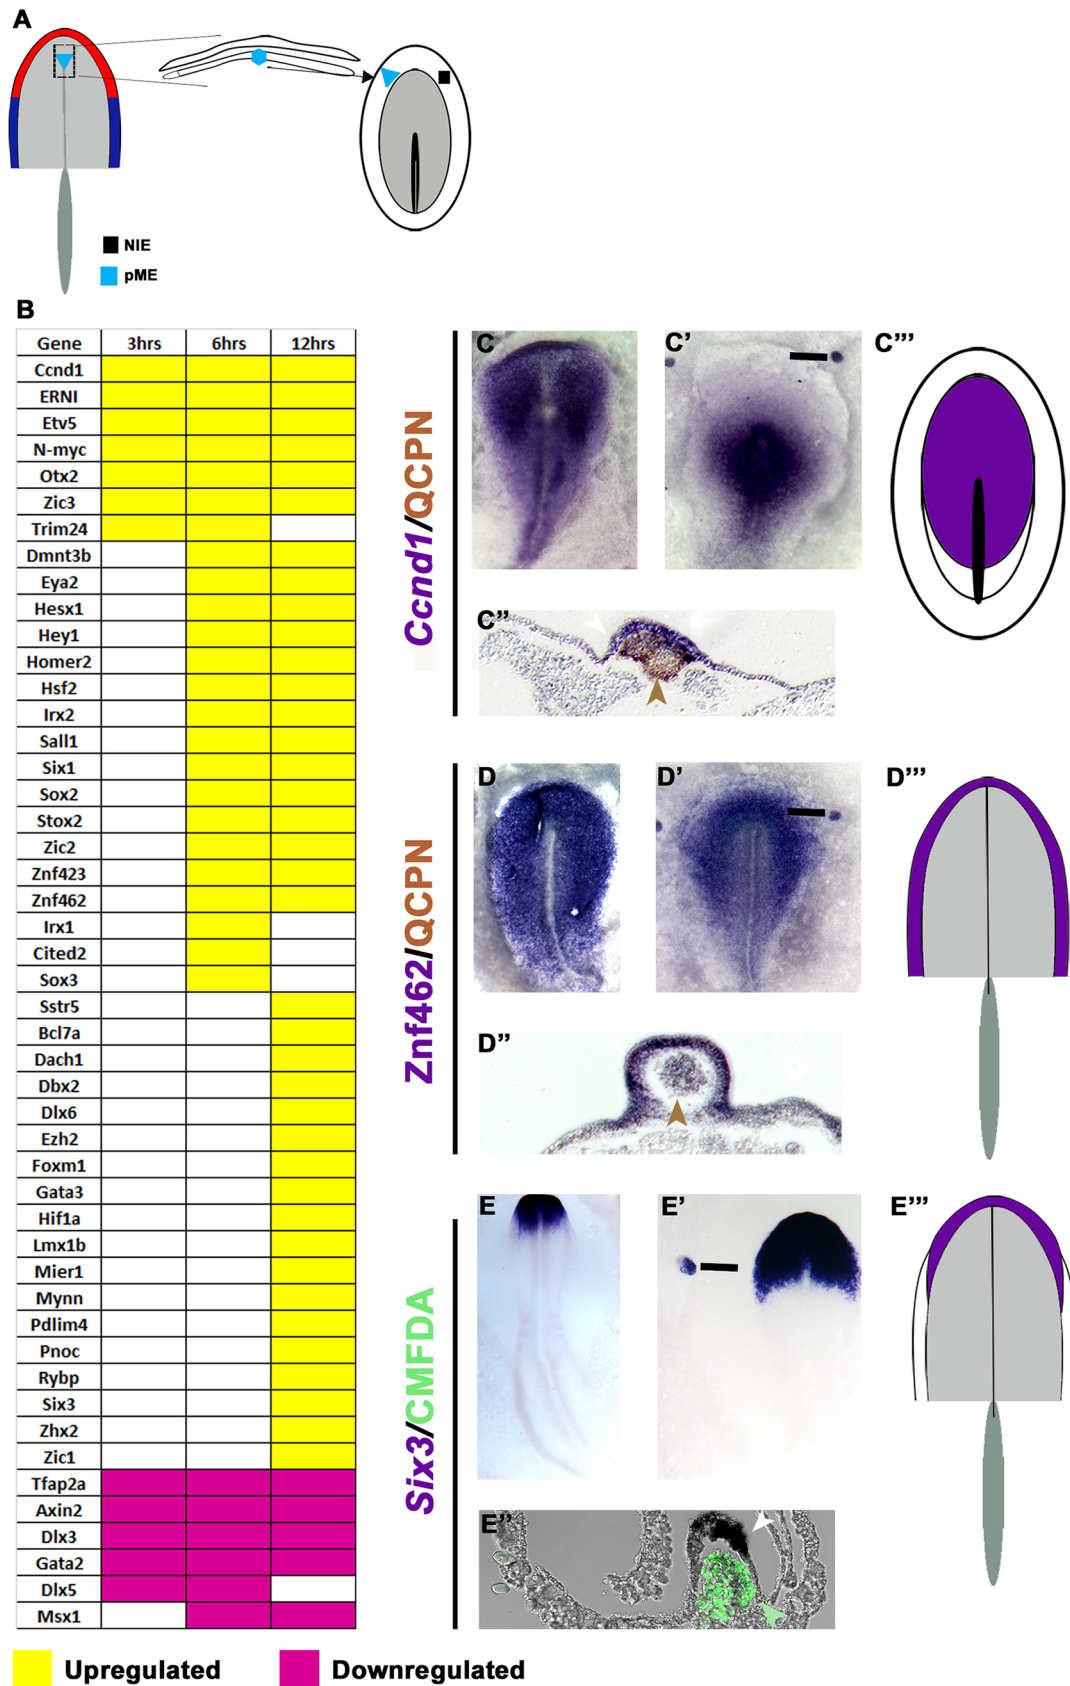 A
NIE
pME
B
Gene 3hrs 6hrs 12hrs
Ccnd1
ERNI
Etv5
N-myc
Otx2
Zic3
Trim24
Dmnt3b
Eya2
Hesx1
Hey1
Homer2
Hsf2
Irx2
Sall1
Six1
Sox2
Stox2
Zic2
Znf423
Znf462
Irx1
Cited2
Sox3
Sstr5
Bcl7a
Dach1
Dbx2
Dlx6
Ezh2
Foxm1
Gata3
Hif1a
Lmx1b
Mier1
Mynn
Pdlim4
Pnoc
Rybp
Six3
Zhx2
Zic1
Tfap2a
Axin2
Dlx3
Gata2
Dlx5
Msx1
Upregulated
Downregulated
Ccnd1/QCPN
C
C’
C’’’
C’’
Znf462/QCPN
D
D’
D’’’
D’’
Six3/CMFDA
E
E’
E’’’
E’’